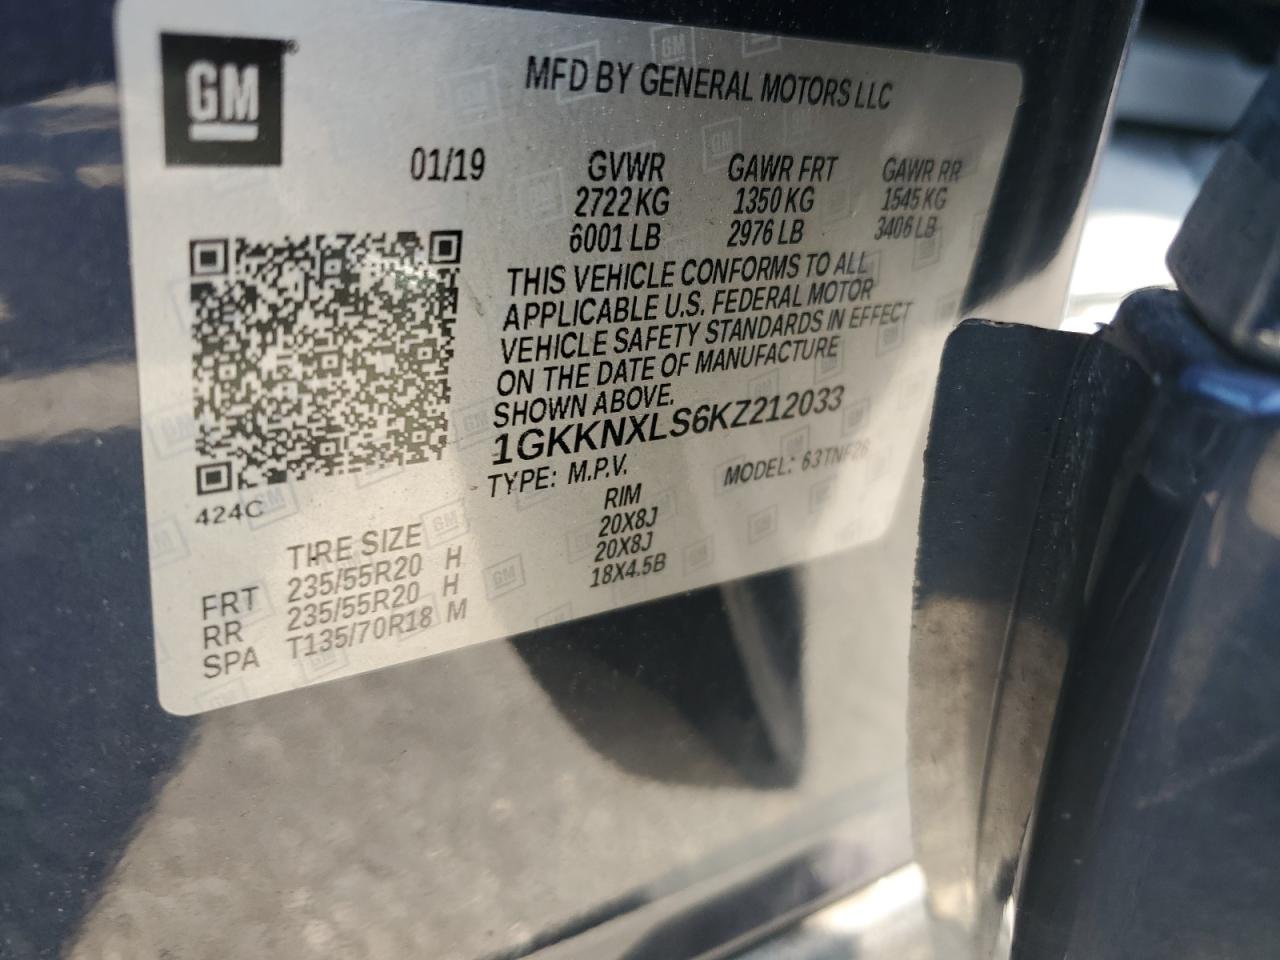 GM
MFD BY GENERAL MOTORS LLC
01/19 GVWR GAWR FRT GAWR RR
2722 KG 1350 KG 1545 KG
6001 LB 2976 LB 3406 LB
THIS VEHICLE CONFORMS TO ALL
APPLICABLE U.S. FEDERAL MOTOR
VEHICLE SAFETY STANDARDS IN EFFECT
ON THE DATE OF MANUFACTURE
SHOWN ABOVE.
1GKKNXLS6KZ212033
TYPE: M.P.V. MODEL: 63TNF26
424C
TIRE SIZE RIM
FRT 235/55R20 H 20X8J
RR 235/55R20 H 20X8J
SPA T135/70R18 M 18X4.5B